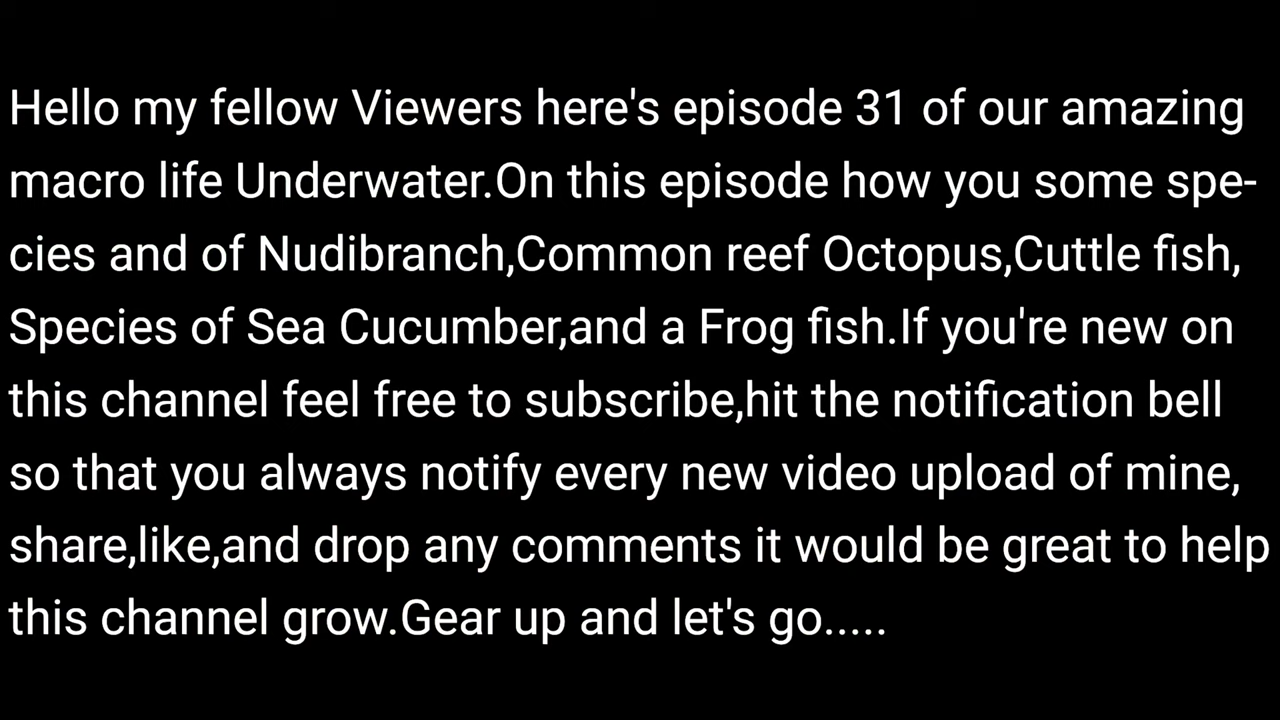 Hello my fellow Viewers here's episode 31 of our amazing
macro life Underwater.On this episode how you some spe-
cies and of Nudibranch,Common reef Octopus,Cuttle fish,
Species of Sea Cucumber,and a Frog fish.If you're new on
this channel feel free to subscribe,hit the notification bell
so that you always notify every new video upload of mine,
share,like,and drop any comments it would be great to help
this channel grow.Gear up and let's go.....